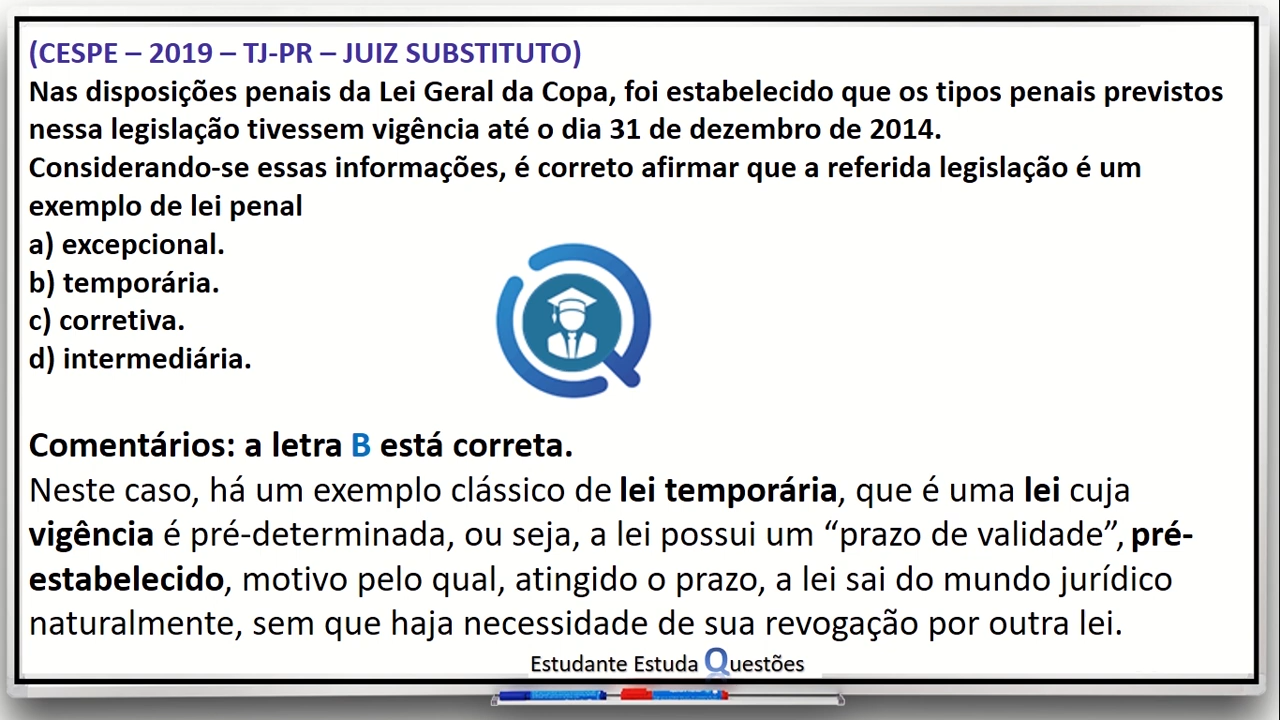 (CESPE – 2019 – TJ-PR – JUIZ SUBSTITUTO)
Nas disposições penais da Lei Geral da Copa, foi estabelecido que os tipos penais previstos
nessa legislação tivessem vigência até o dia 31 de dezembro de 2014.
Considerando-se essas informações, é correto afirmar que a referida legislação é um
exemplo de lei penal
a) excepcional.
b) temporária.
c) corretiva.
d) intermediária.
Comentários: a letra B está correta.
Neste caso, há um exemplo clássico de lei temporária, que é uma lei cuja
vigência é pré-determinada, ou seja, a lei possui um “prazo de validade”, pré-
estabelecido, motivo pelo qual, atingido o prazo, a lei sai do mundo jurídico
naturalmente, sem que haja necessidade de sua revogação por outra lei.
Estudante Estuda Questões